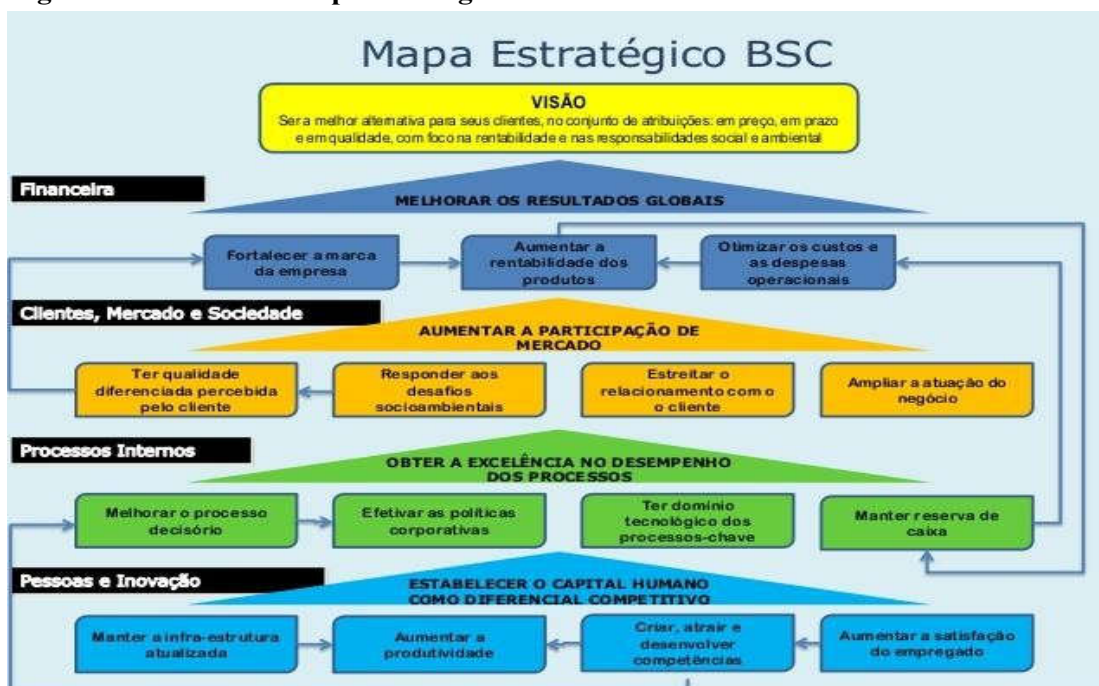 Mapa Estratégico BSC
VISÃO
Ser a melhor alternativa para seus clientes, no conjunto de atribuições: em preço, em prazo
e em qualidade, com foco na rentabilidade e nas responsabilidades social e ambiental
Financeira
MELHORAR OS RESULTADOS GLOBAIS
Fortalecer a marca
da empresa
Aumentar a
rentabilidade dos
produtos
Otimizar os custos e
as despesas
operacionais
Clientes, Mercado e Sociedade
AUMENTAR A PARTICIPAÇÃO DE
MERCADO
Ter qualidade
diferenciada percebida
pelo cliente
Responder aos
desafios
socioambientais
Estreitar o
relacionamento com o
o cliente
Ampliar a atuação do
negócio
Processos Internos
OBTER A EXCELÊNCIA NO DESEMPENHO
DOS PROCESSOS
Melhorar o processo
decisório
Efetivar as políticas
corporativas
Ter domínio
tecnológico dos
processos-chave
Manter reserva de
caixa
Pessoas e Inovação
ESTABELECER O CAPITAL HUMANO
COMO DIFERENCIAL COMPETITIVO
Manter a infra-estrutura
atualizada
Aumentar a
produtividade
Criar, atrair e
desenvolver
competências
Aumentar a satisfação
do empregado